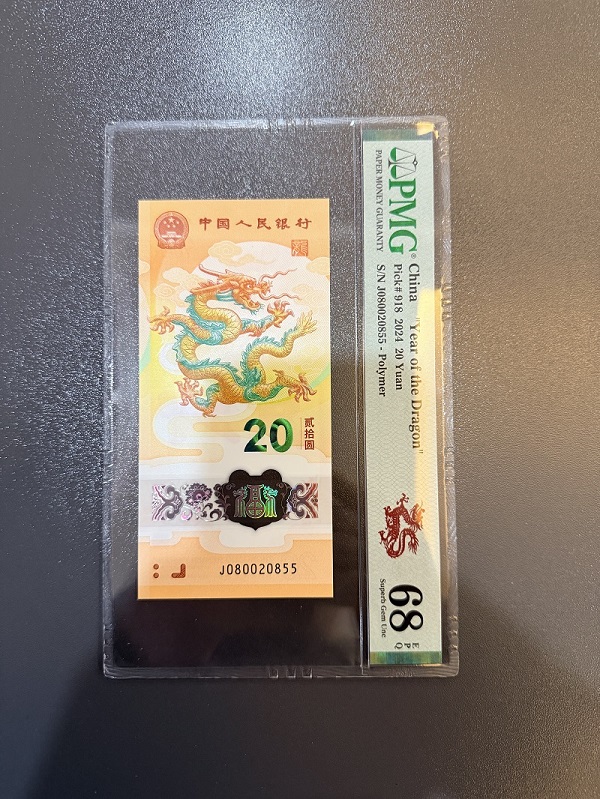 中国人民银行
20
贰拾圆
J080020855
PMG®
PAPER MONEY GUARANTY
China "Year of the Dragon"
Pick# 918 2024 20 Yuan
S/N J080020855 - Polymer
68
EPQ
Superb Gem Unc